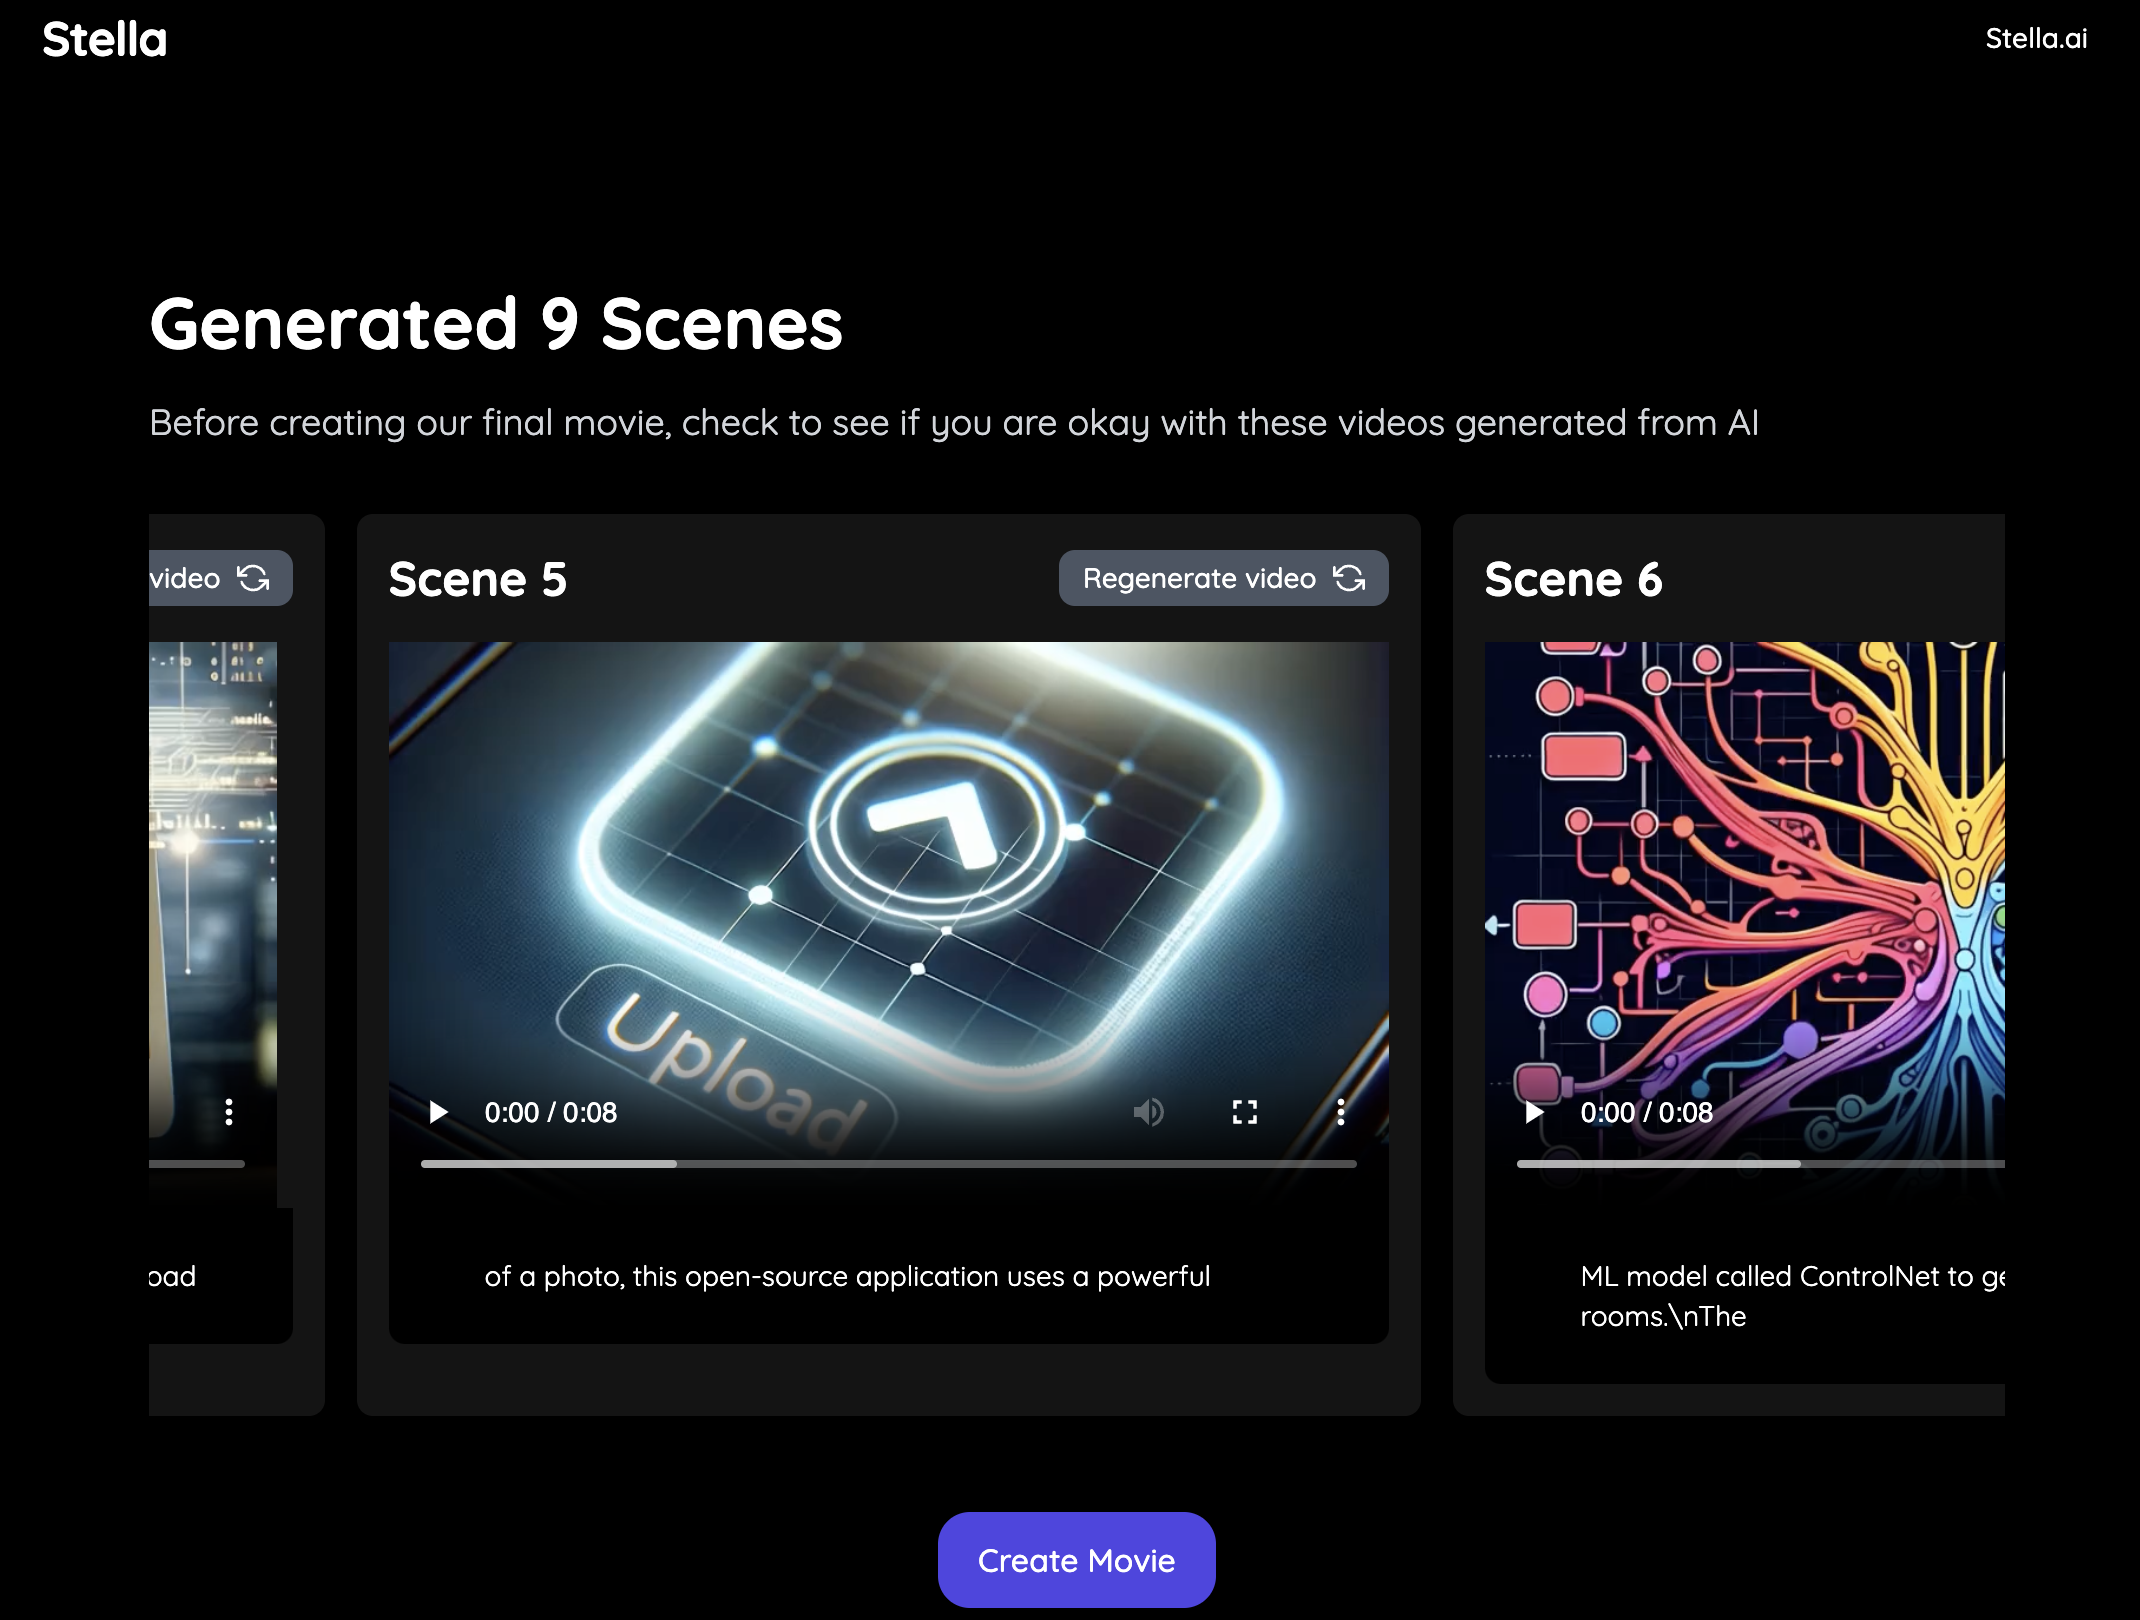 Stella
Stella.ai
Generated 9 Scenes
Before creating our final movie, check to see if you are okay with these videos generated from AI
video
oad
Scene 5
Regenerate video
Upload
0:00 / 0:08
of a photo, this open-source application uses a powerful
Scene 6
0:00 / 0:08
ML model called ControlNet to ge
rooms.\nThe
Create Movie